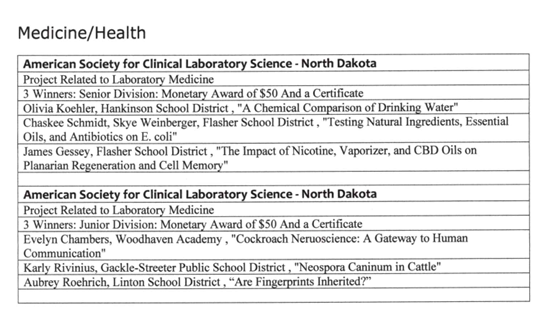 Medicine/Health
American Society for Clinical Laboratory Science - North Dakota
Project Related to Laboratory Medicine
3 Winners: Senior Division: Monetary Award of $50 And a Certificate
Olivia Koehler, Hankinson School District , "A Chemical Comparison of Drinking Water"
Chaskee Schmidt, Skye Weinberger, Flasher School District , "Testing Natural Ingredients, Essential
Oils, and Antibiotics on E. coli"
James Gessey, Flasher School District , "The Impact of Nicotine, Vaporizer, and CBD Oils on
Planarian Regeneration and Cell Memory"
American Society for Clinical Laboratory Science - North Dakota
Project Related to Laboratory Medicine
3 Winners: Junior Division: Monetary Award of $50 And a Certificate
Evelyn Chambers, Woodhaven Academy , "Cockroach Neruoscience: A Gateway to Human
Communication"
Karly Rivinius, Gackle-Streeter Public School District , "Neospora Caninum in Cattle"
Aubrey Roehrich, Linton School District , “Are Fingerprints Inherited?”